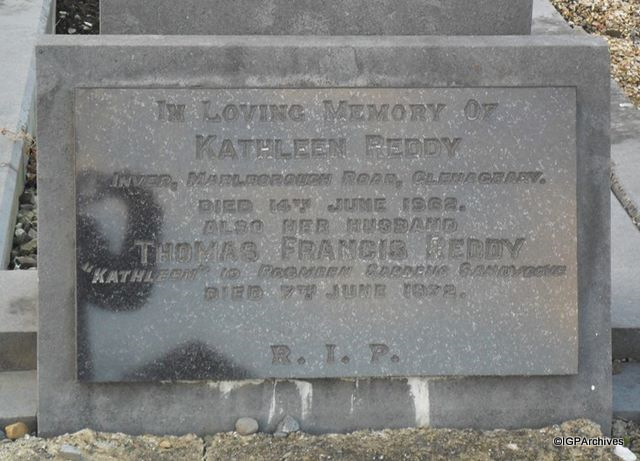 In Loving Memory Of
Kathleen Reddy
Inver, Marlborough Road, Glenageary.
Died 14th June 1962.
Also Her Husband
Thomas Francis Reddy
"Kathleen" 10 Rosmeen Gardens Sandycove
Died 7th June 1972.
R. I. P.
©IGPArchives